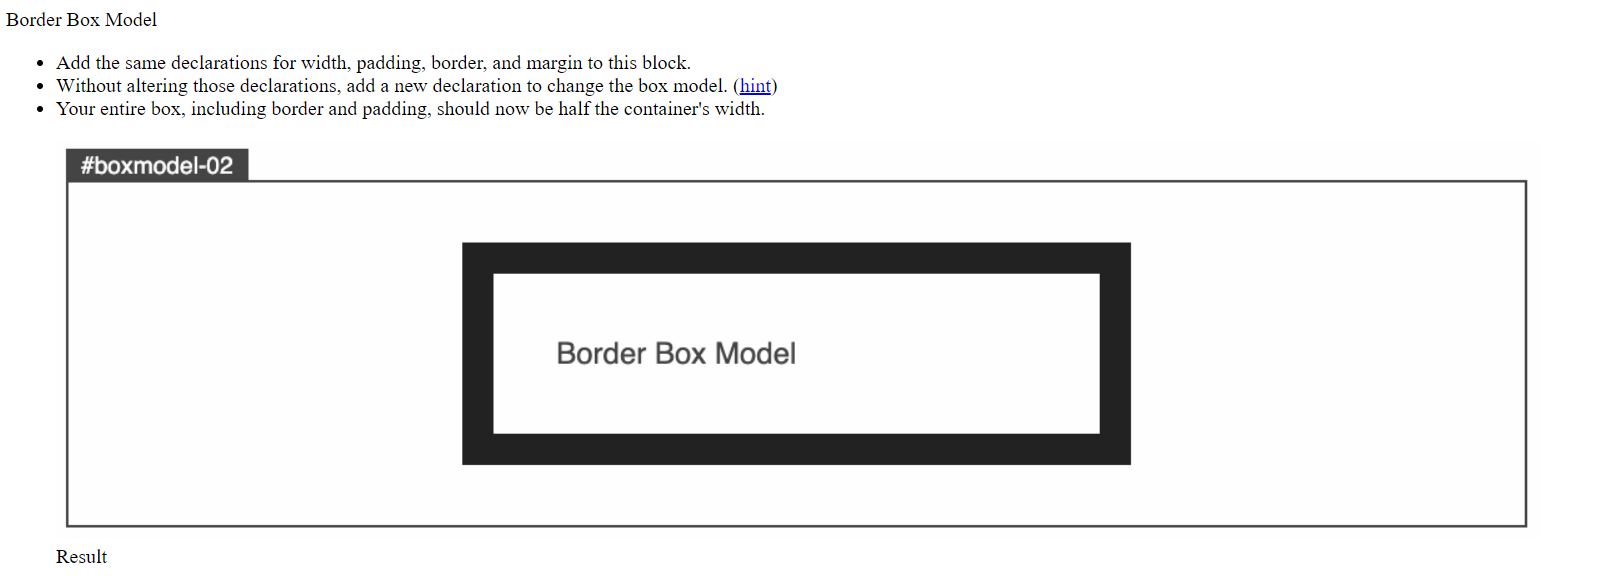 Border Box Model
• Add the same declarations for width, padding, border, and margin to this block.
• Without altering those declarations, add a new declaration to change the box model. (hint)
• Your entire box, including border and padding, should now be half the container's width.
#boxmodel-02
Border Box Model
Result